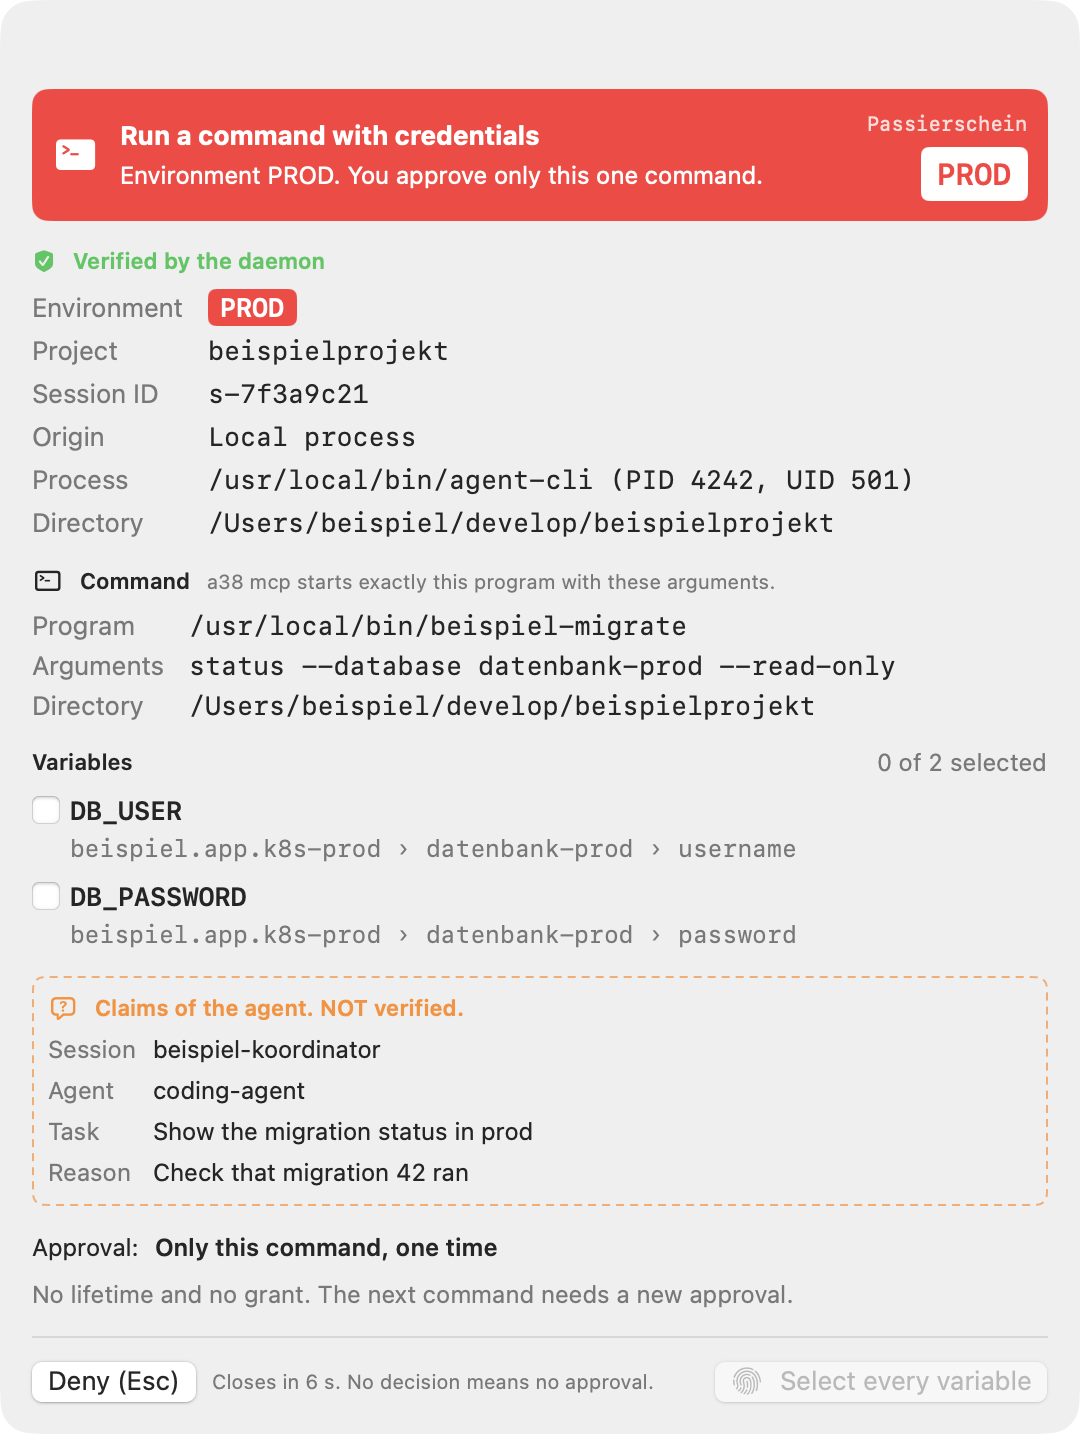 Run a command with credentials
Environment PROD. You approve only this one command.
Passierschein
PROD
Verified by the daemon
Environment PROD
Project beispielprojekt
Session ID s-7f3a9c21
Origin Local process
Process /usr/local/bin/agent-cli (PID 4242, UID 501)
Directory /Users/beispiel/develop/beispielprojekt
Command a38 mcp starts exactly this program with these arguments.
Program /usr/local/bin/beispiel-migrate
Arguments status --database datenbank-prod --read-only
Directory /Users/beispiel/develop/beispielprojekt
Variables 0 of 2 selected
DB_USER
beispiel.app.k8s-prod › datenbank-prod › username
DB_PASSWORD
beispiel.app.k8s-prod › datenbank-prod › password
Claims of the agent. NOT verified.
Session beispiel-koordinator
Agent coding-agent
Task Show the migration status in prod
Reason Check that migration 42 ran
Approval: Only this command, one time
No lifetime and no grant. The next command needs a new approval.
Deny (Esc) Closes in 6 s. No decision means no approval. Select every variable